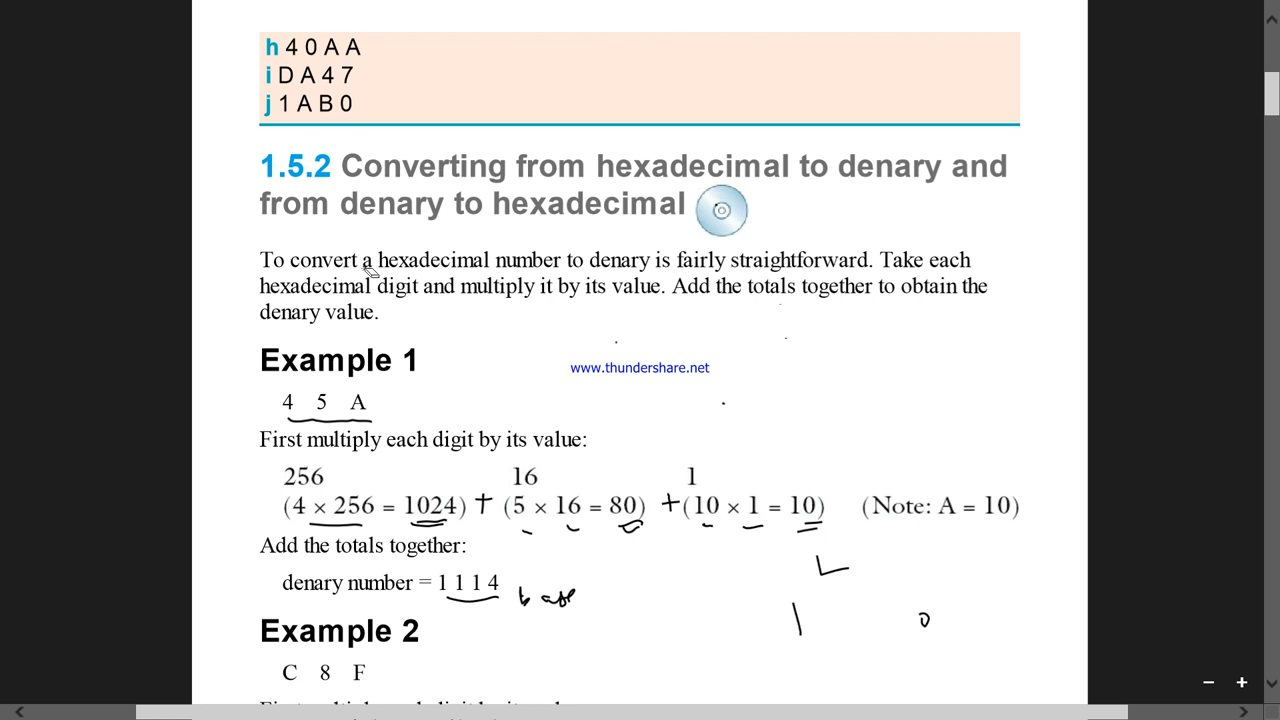 h 4 0 A A
i D A 4 7
j 1 A B 0
1.5.2 Converting from hexadecimal to denary and
from denary to hexadecimal
To convert a hexadecimal number to denary is fairly straightforward. Take each
hexadecimal digit and multiply it by its value. Add the totals together to obtain the
denary value.
Example 1
www.thundershare.net
4 5 A
First multiply each digit by its value:
256 16 1
(4 × 256 = 1024) + (5 × 16 = 80) + (10 × 1 = 10) (Note: A = 10)
Add the totals together:
denary number = 1 1 1 4
Example 2
C 8 F